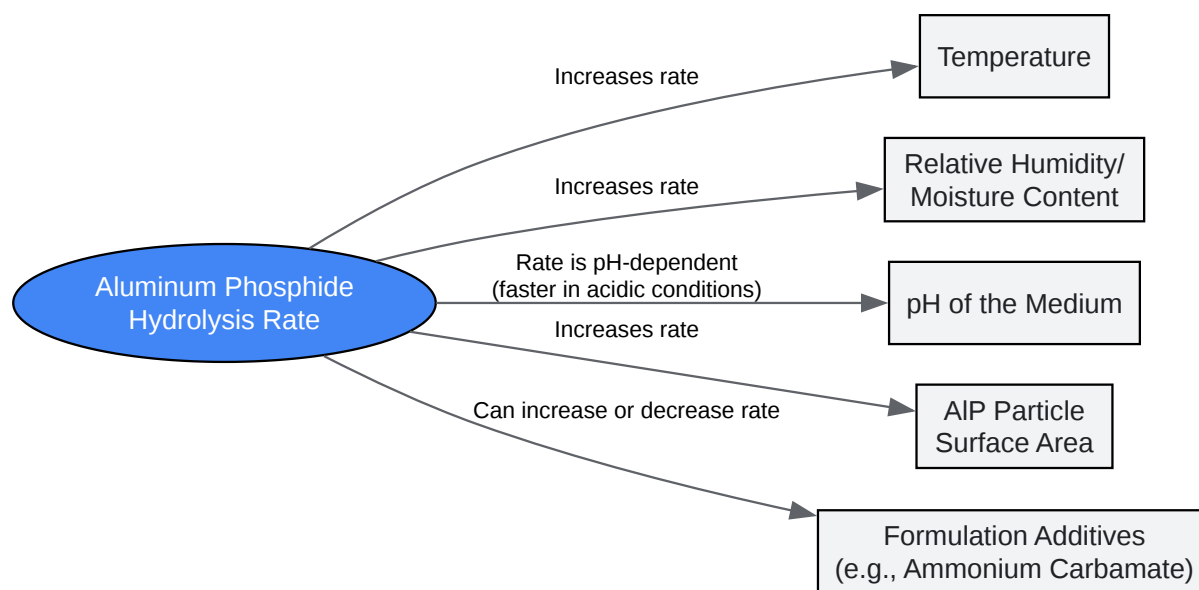 Temperature
Increases rate
Relative Humidity/
Moisture Content
Increases rate
Aluminum Phosphide
Hydrolysis Rate
Rate is pH-dependent
(faster in acidic conditions)
pH of the Medium
Increases rate
AlP Particle
Surface Area
Can increase or decrease rate
Formulation Additives
(e.g., Ammonium Carbamate)